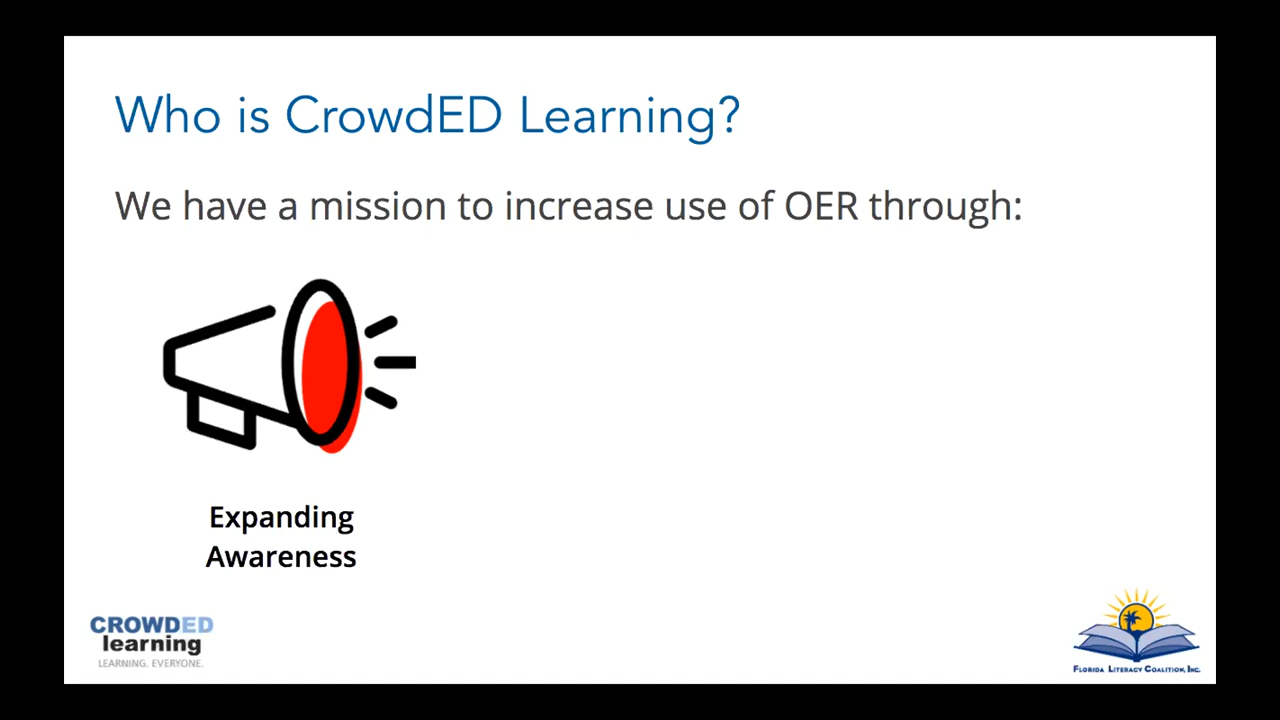 Who is CrowdED Learning?
We have a mission to increase use of OER through:
Expanding
Awareness
CROWDED
learning
LEARNING. EVERYONE.
FLORIDA LITERACY COALITION, INC.